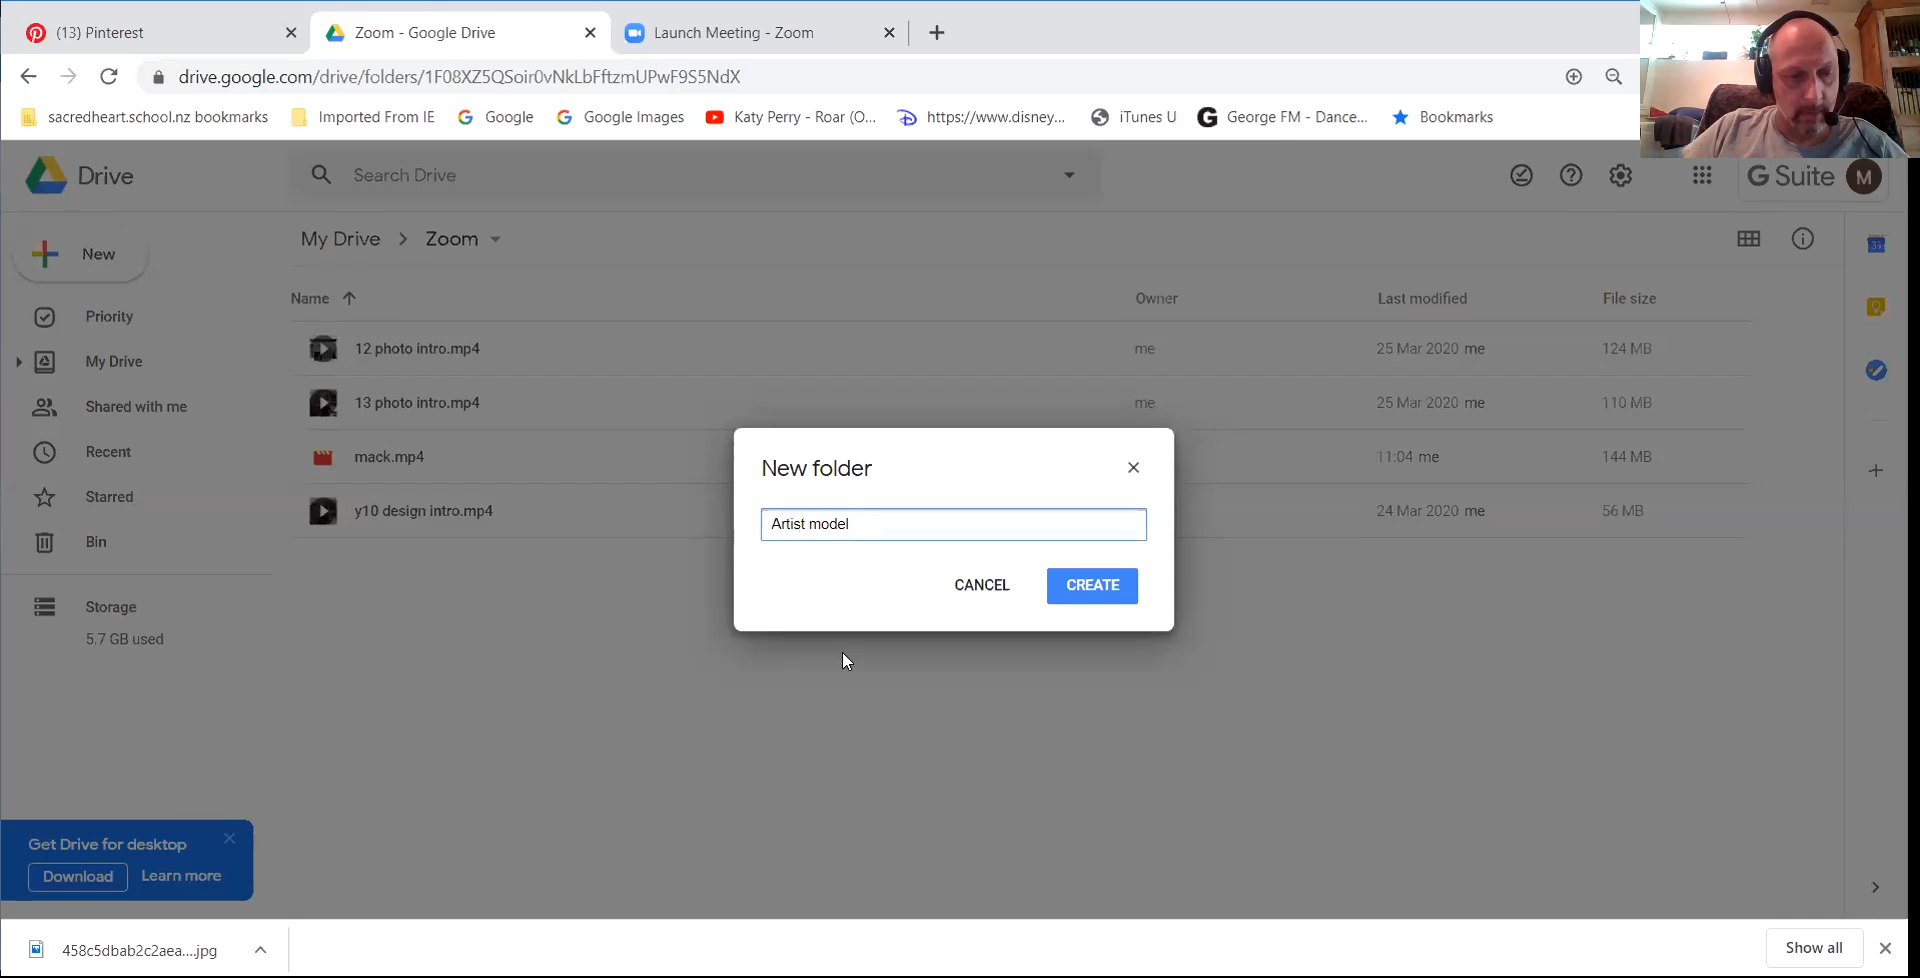 (13) Pinterest
Zoom - Google Drive
Launch Meeting - Zoom
drive.google.com/drive/folders/1F08XZ5QSoir0vNkLbFftzmUPwF9S5NdX
sacredheart.school.nz bookmarks
Imported From IE
Google
Google Images
Katy Perry - Roar (O...
https://www.disney...
iTunes U
George FM - Dance...
Bookmarks
Drive
Search Drive
G Suite
M
New
My Drive > Zoom
Priority
My Drive
Shared with me
Recent
Starred
Bin
Storage
5.7 GB used
Name Owner Last modified File size
12 photo intro.mp4 me 25 Mar 2020 me 124 MB
13 photo intro.mp4 me 25 Mar 2020 me 110 MB
mack.mp4 11:04 me 144 MB
y10 design intro.mp4 24 Mar 2020 me 56 MB
31
New folder
Artist model
CANCEL
CREATE
Get Drive for desktop
Download
Learn more
458c5dbab2c2aea....jpg
Show all